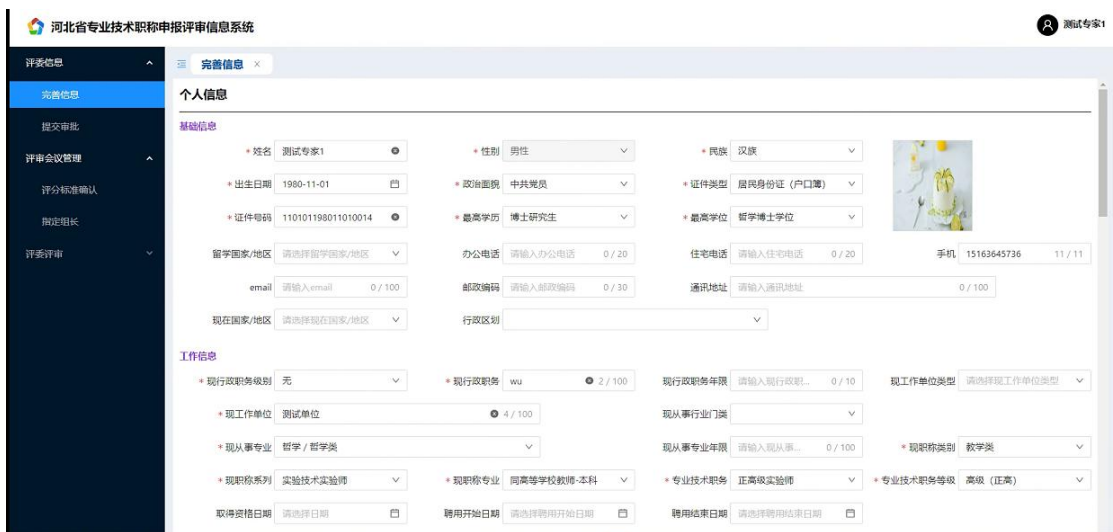 河北省专业技术职称申报评审信息系统 测试专家1
评委信息
完善信息
提交审批
评审会议管理
评分标准确认
指定组长
评委评审
完善信息 ×
个人信息
基础信息
* 姓名 测试专家1 * 性别 男性 * 民族 汉族
* 出生日期 1980-11-01 * 政治面貌 中共党员 * 证件类型 居民身份证（户口簿）
* 证件号码 110101198011010014 * 最高学历 博士研究生 * 最高学位 哲学博士学位
留学国家/地区 请选择留学国家/地区 办公电话 请输入办公电话 0 / 20 住宅电话 请输入住宅电话 0 / 20 手机 15163645736 11 / 11
email 请输入email 0 / 100 邮政编码 请输入邮政编码 0 / 30 通讯地址 请输入通讯地址 0 / 100
现在国家/地区 请选择现在国家/地区 行政区划
工作信息
* 现行政职务级别 无 * 现行政职务 wu 2 / 100 现行政职务年限 请输入现行政职... 0 / 10 现工作单位类型 请选择现工作单位类型
* 现工作单位 测试单位 4 / 100 现从事行业门类
* 现从事专业 哲学 / 哲学类 现从事专业年限 请输入现从事... 0 / 100 * 现职称类别 教学类
* 现职称系列 实验技术实验师 * 现职称专业 同高等学校教师-本科 * 专业技术职务 正高级实验师 * 专业技术职务等级 高级（正高）
取得资格日期 请选择日期 聘用开始日期 请选择聘用开始日期 聘用结束日期 请选择聘用结束日期